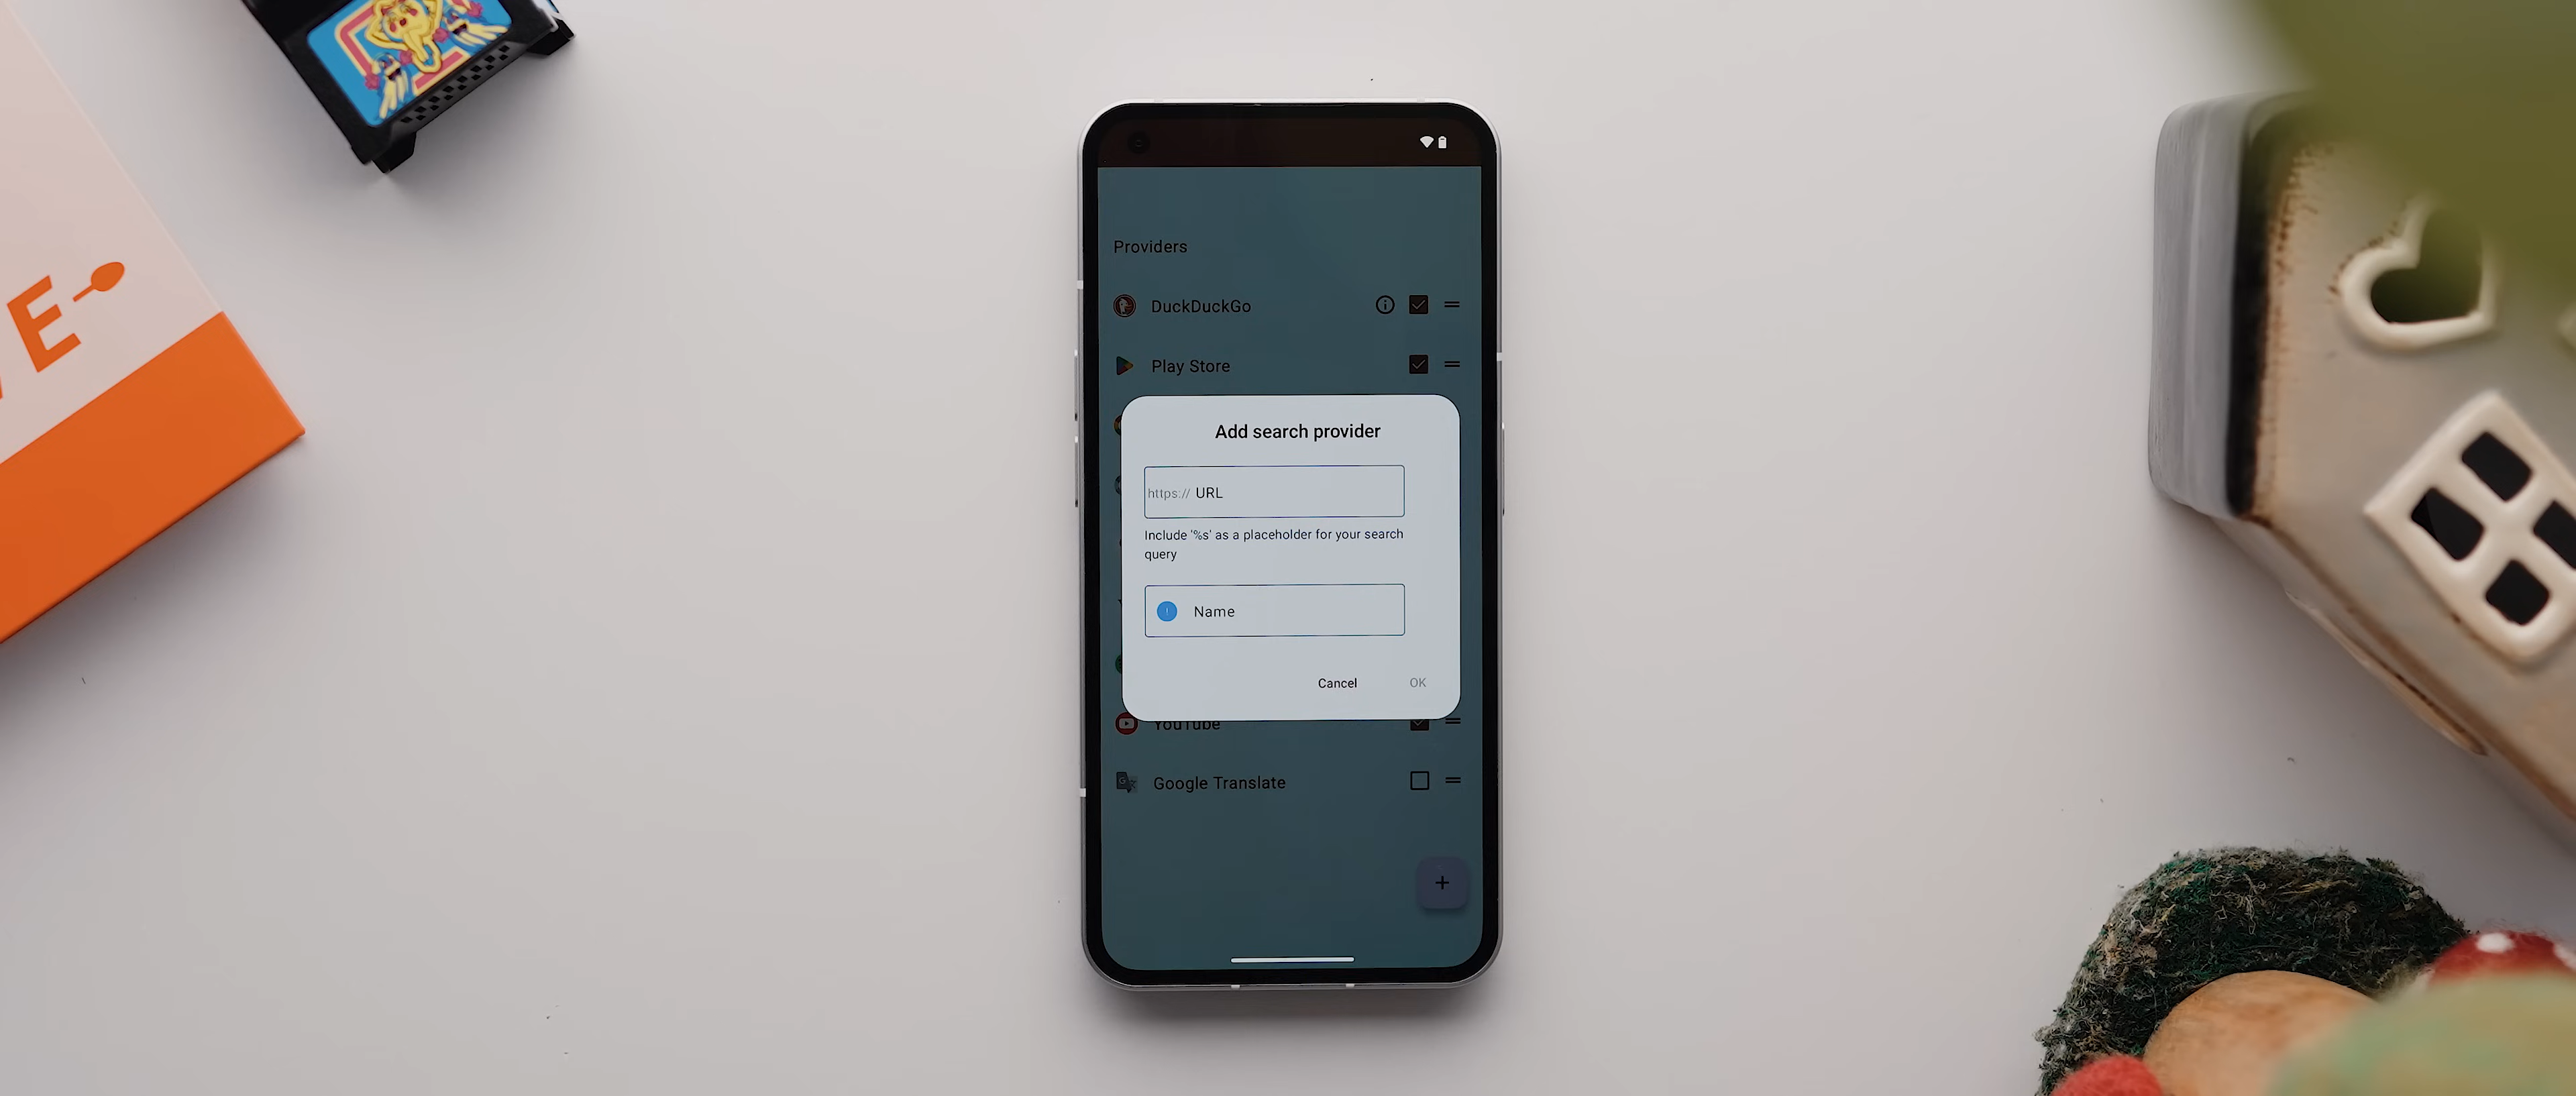 VE
Providers
DuckDuckGo
Play Store
Add search provider
https:// URL
Include '%s' as a placeholder for your search
query
Name
Cancel OK
YouTube
Google Translate